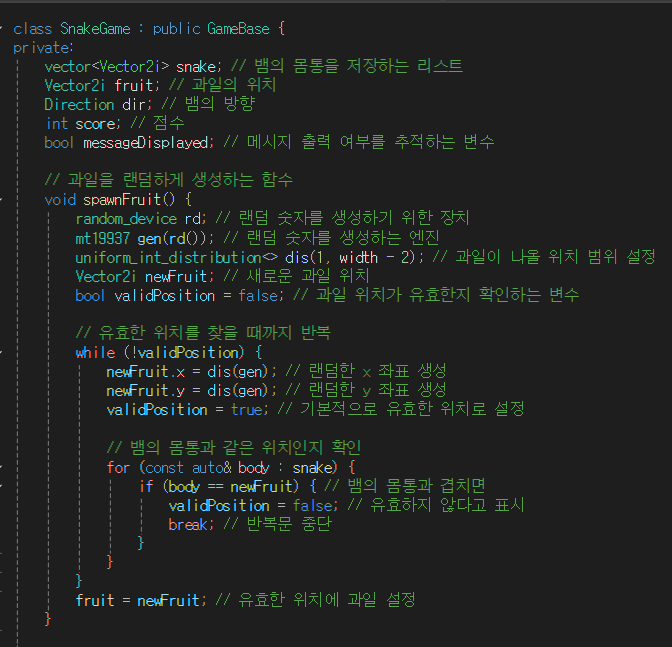 class SnakeGame : public GameBase {
private:
vector<Vector2i> snake; // 뱀의 몸통을 저장하는 리스트
Vector2i fruit; // 과일의 위치
Direction dir; // 뱀의 방향
int score; // 점수
bool messageDisplayed; // 메시지 출력 여부를 추적하는 변수
// 과일을 랜덤하게 생성하는 함수
void spawnFruit() {
random_device rd; // 랜덤 숫자를 생성하기 위한 장치
mt19937 gen(rd()); // 랜덤 숫자를 생성하는 엔진
uniform_int_distribution<> dis(1, width - 2); // 과일이 나올 위치 범위 설정
Vector2i newFruit; // 새로운 과일 위치
bool validPosition = false; // 과일 위치가 유효한지 확인하는 변수
// 유효한 위치를 찾을 때까지 반복
while (!validPosition) {
newFruit.x = dis(gen); // 랜덤한 x 좌표 생성
newFruit.y = dis(gen); // 랜덤한 y 좌표 생성
validPosition = true; // 기본적으로 유효한 위치로 설정
// 뱀의 몸통과 같은 위치인지 확인
for (const auto& body : snake) {
if (body == newFruit) { // 뱀의 몸통과 겹치면
validPosition = false; // 유효하지 않다고 표시
break; // 반복문 중단
}
}
}
fruit = newFruit; // 유효한 위치에 과일 설정
}